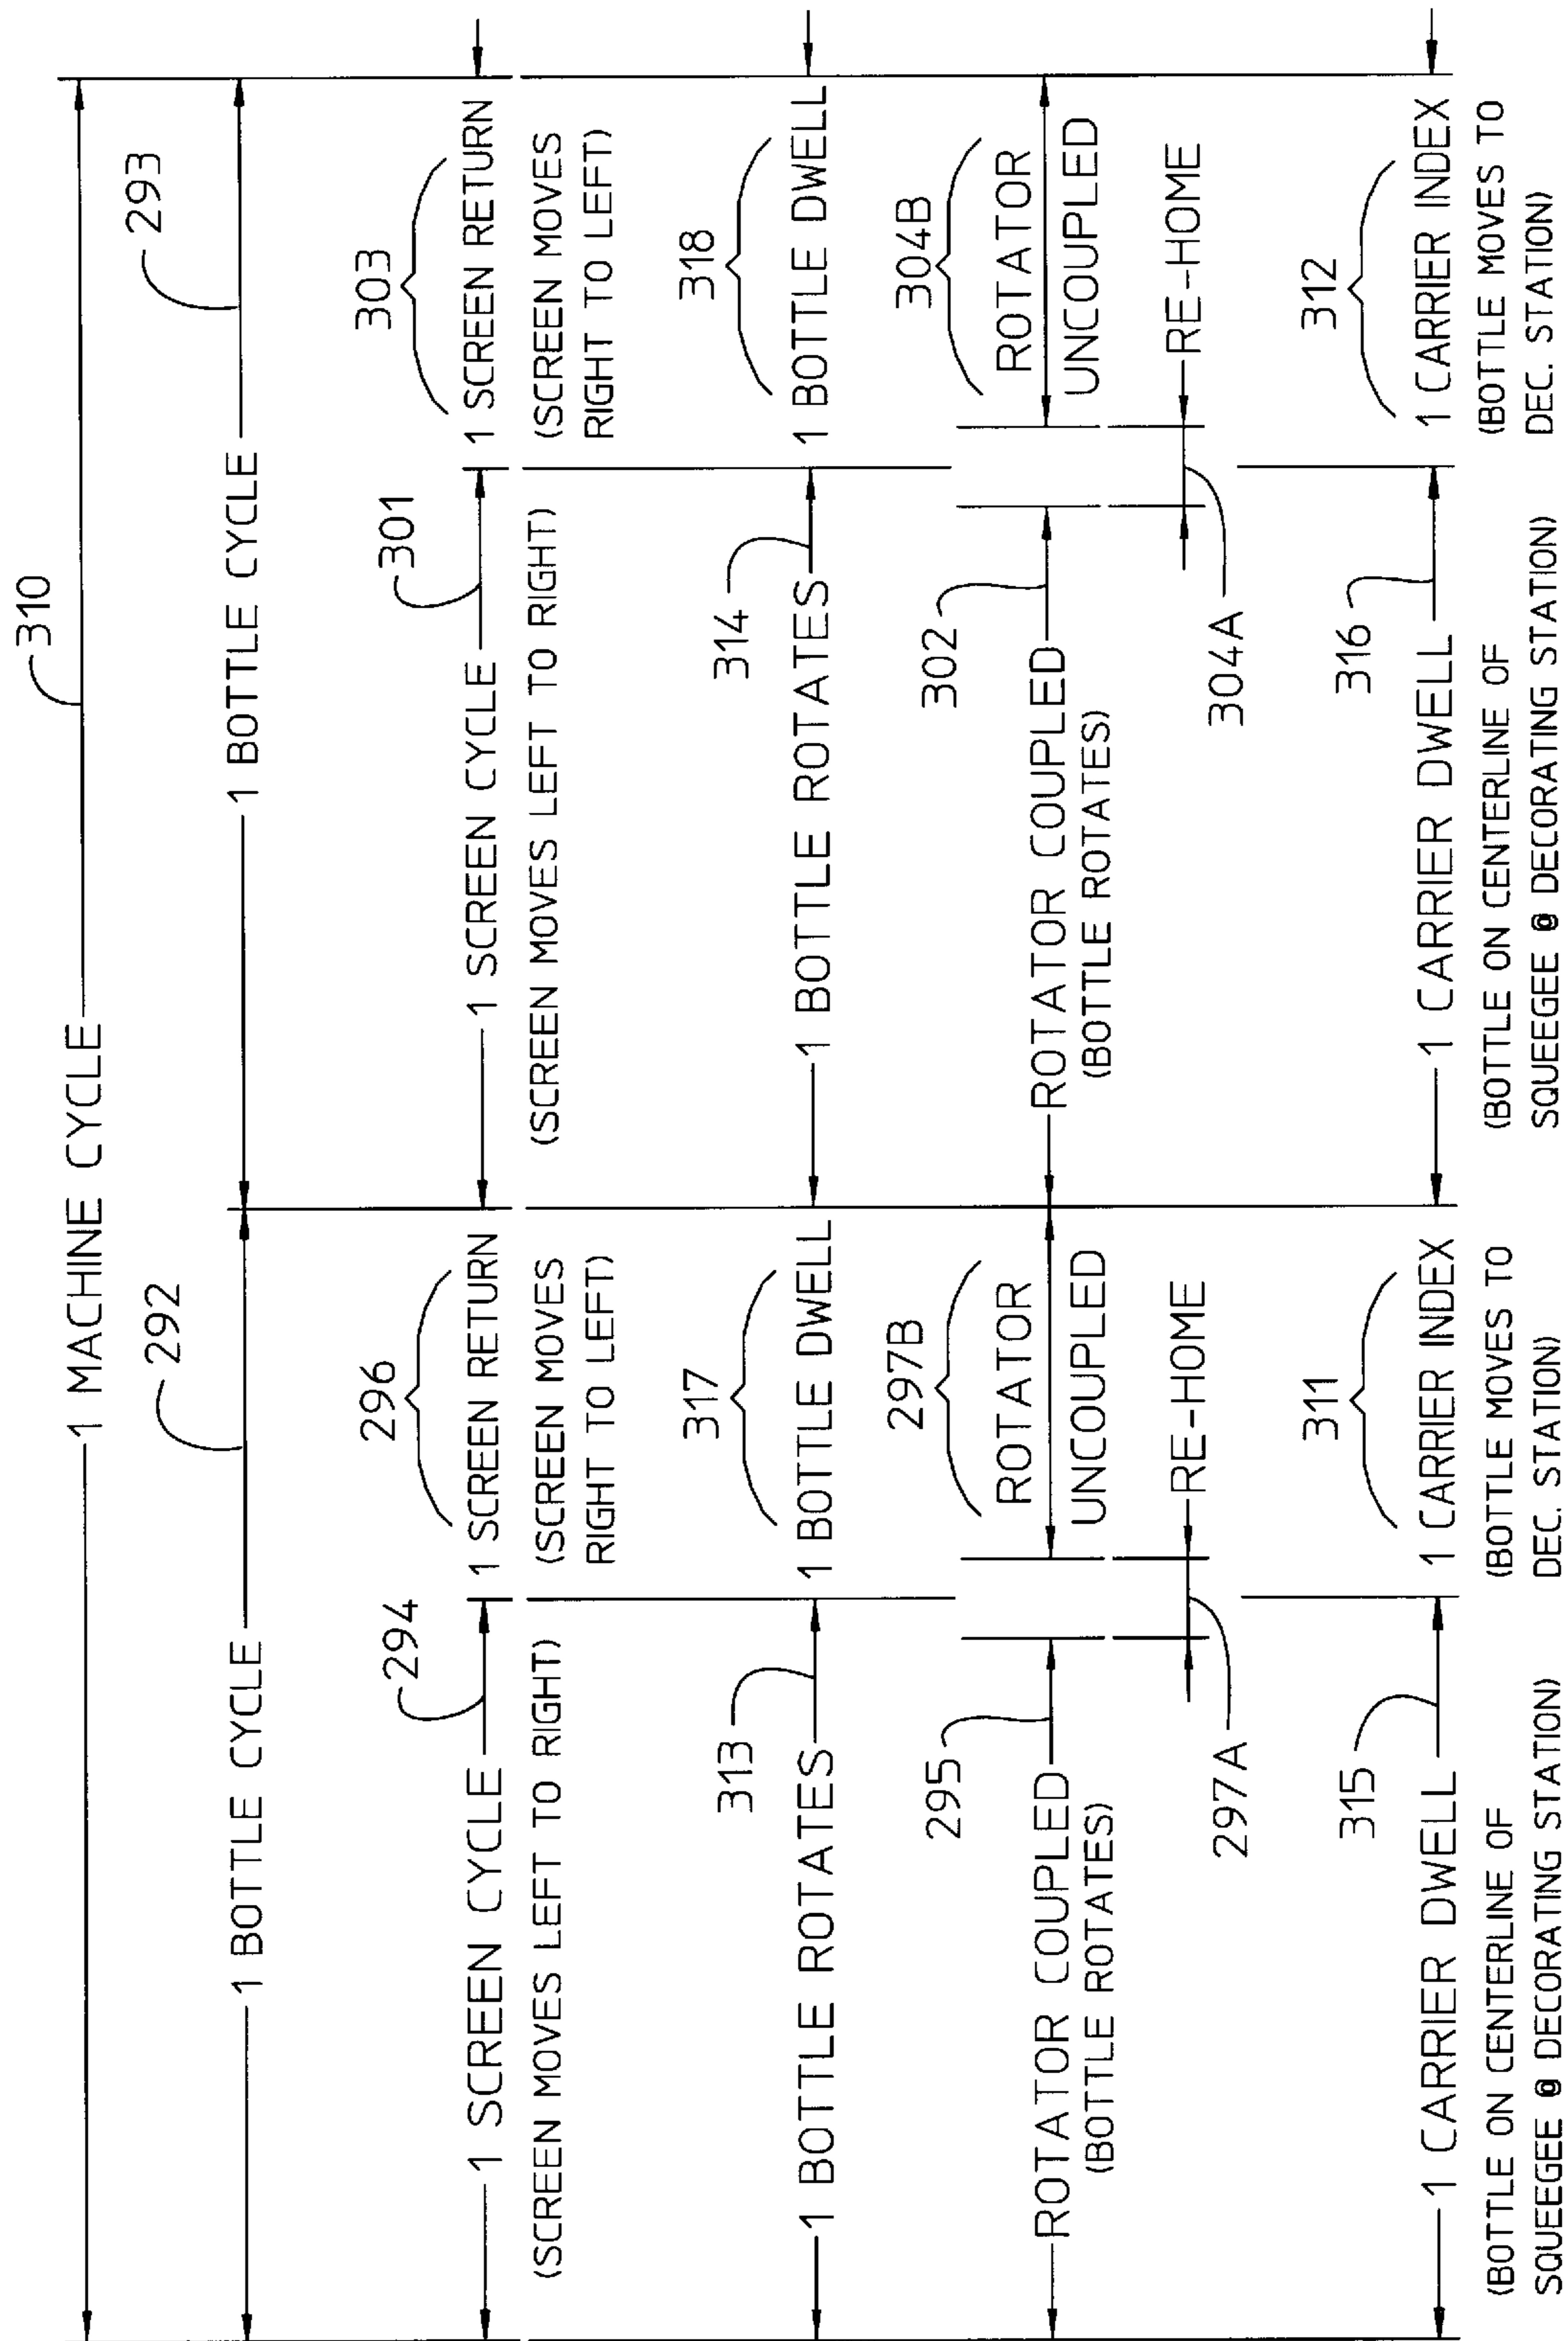 310
1 MACHINE CYCLE
292
293
1 BOTTLE CYCLE
1 BOTTLE CYCLE
294
296
301
303
1 SCREEN CYCLE
1 SCREEN RETURN
1 SCREEN CYCLE
1 SCREEN RETURN
(SCREEN MOVES LEFT TO RIGHT)
(SCREEN MOVES
RIGHT TO LEFT)
(SCREEN MOVES LEFT TO RIGHT)
(SCREEN MOVES
RIGHT TO LEFT)
313
317
314
318
1 BOTTLE ROTATES
1 BOTTLE DWELL
1 BOTTLE ROTATES
1 BOTTLE DWELL
295
297B
302
304B
ROTATOR COUPLED
(BOTTLE ROTATES)
ROTATOR
UNCOUPLED
ROTATOR COUPLED
(BOTTLE ROTATES)
ROTATOR
UNCOUPLED
RE-HOME
RE-HOME
297A
304A
315
311
316
312
1 CARRIER DWELL
1 CARRIER INDEX
1 CARRIER DWELL
1 CARRIER INDEX
(BOTTLE ON CENTERLINE OF
SQUEEGEE @ DECORATING STATION)
(BOTTLE MOVES TO
DEC. STATION)
(BOTTLE ON CENTERLINE OF
SQUEEGEE @ DECORATING STATION)
(BOTTLE MOVES TO
DEC. STATION)